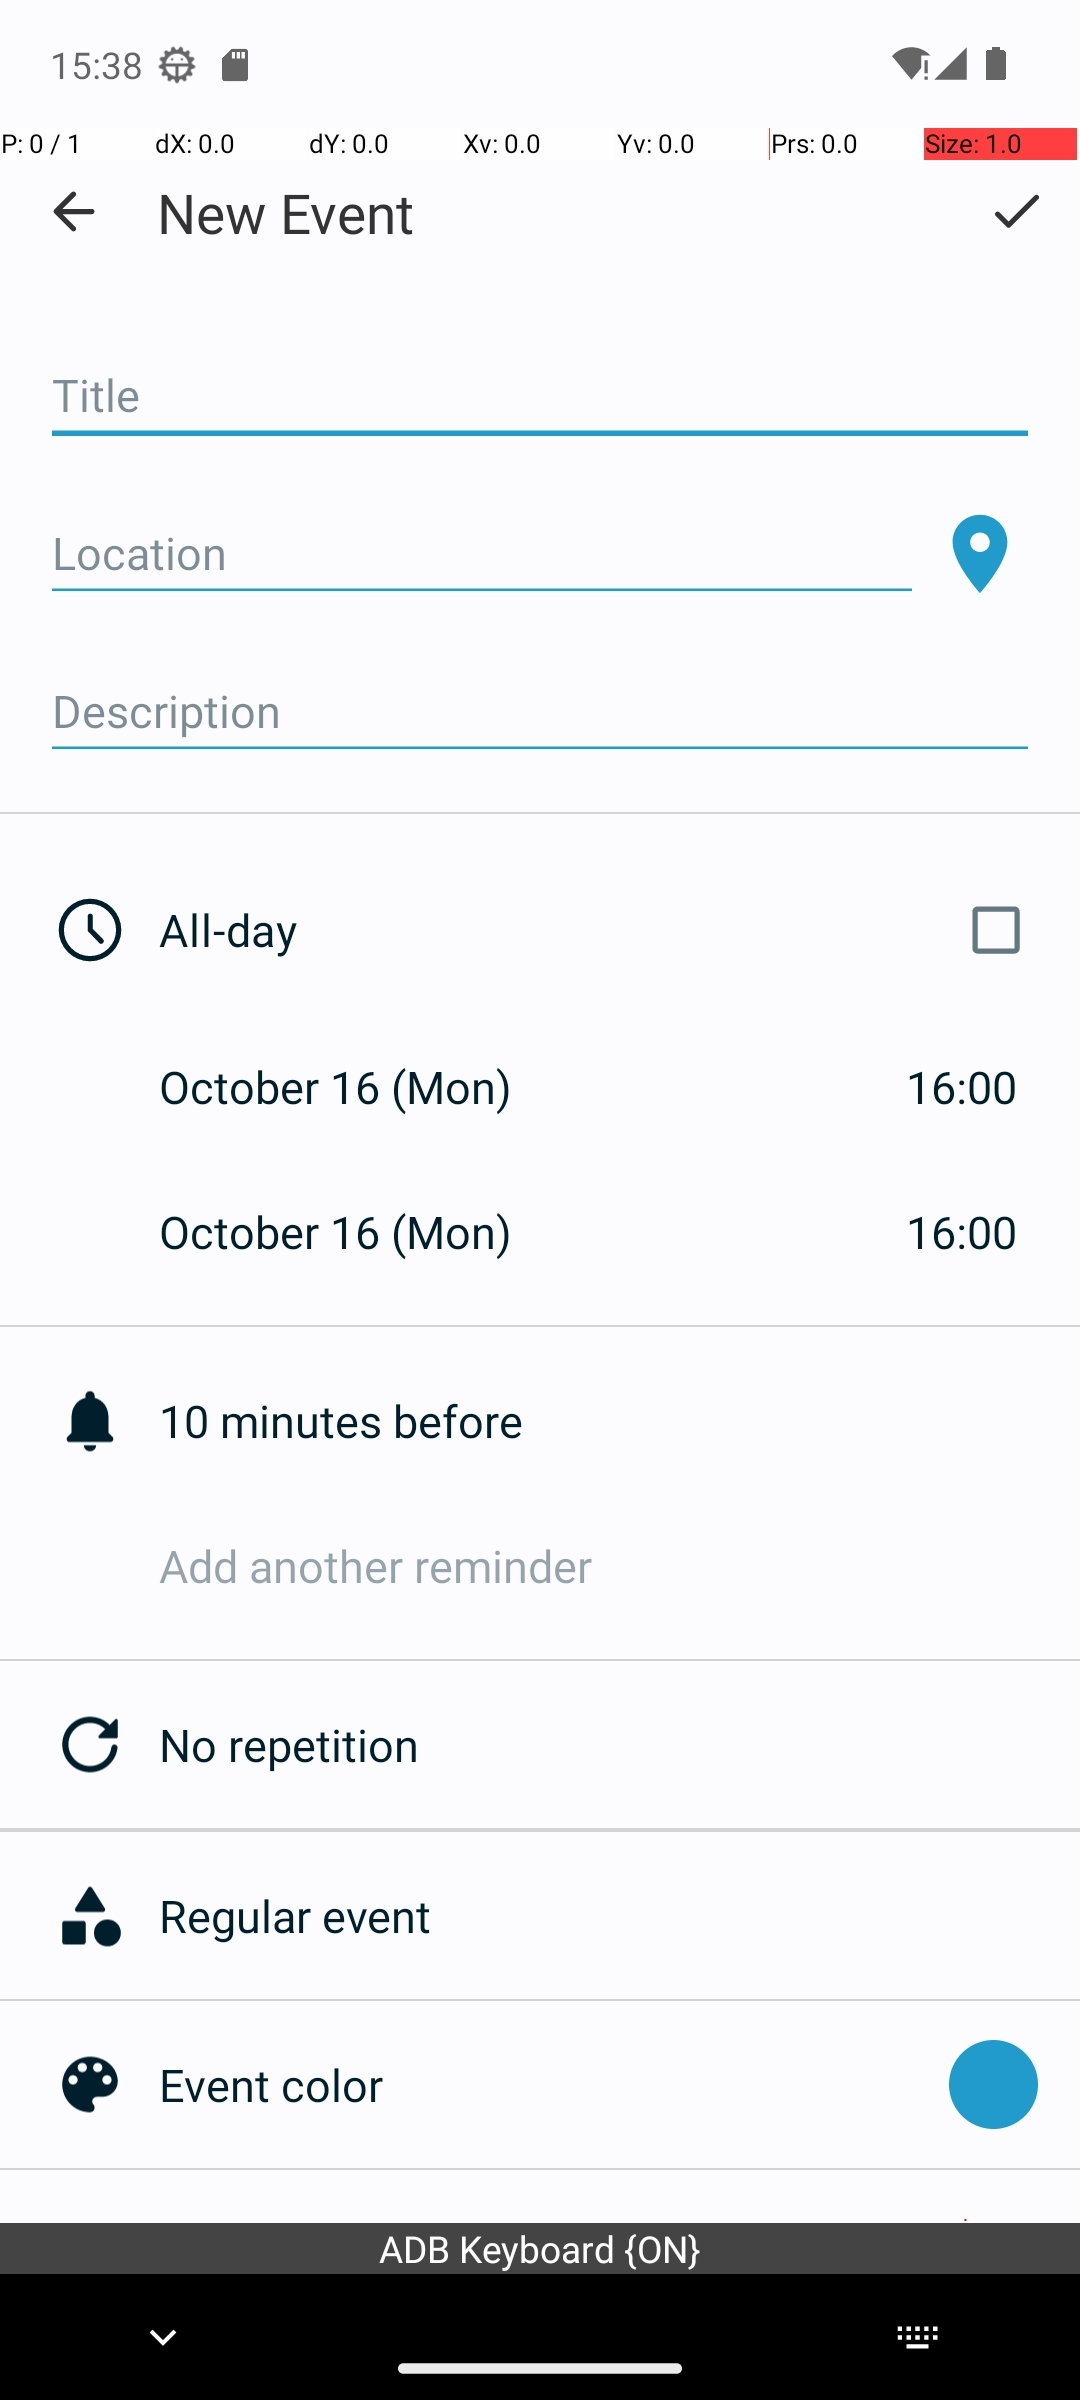 15:38
P: 0 / 1 dX: 0.0 dY: 0.0 Xv: 0.0 Yv: 0.0 Prs: 0.0 Size: 1.0
New Event
Title
Location
Description
All-day
October 16 (Mon) 16:00
October 16 (Mon) 16:00
10 minutes before
Add another reminder
No repetition
Regular event
Event color
ADB Keyboard {ON}